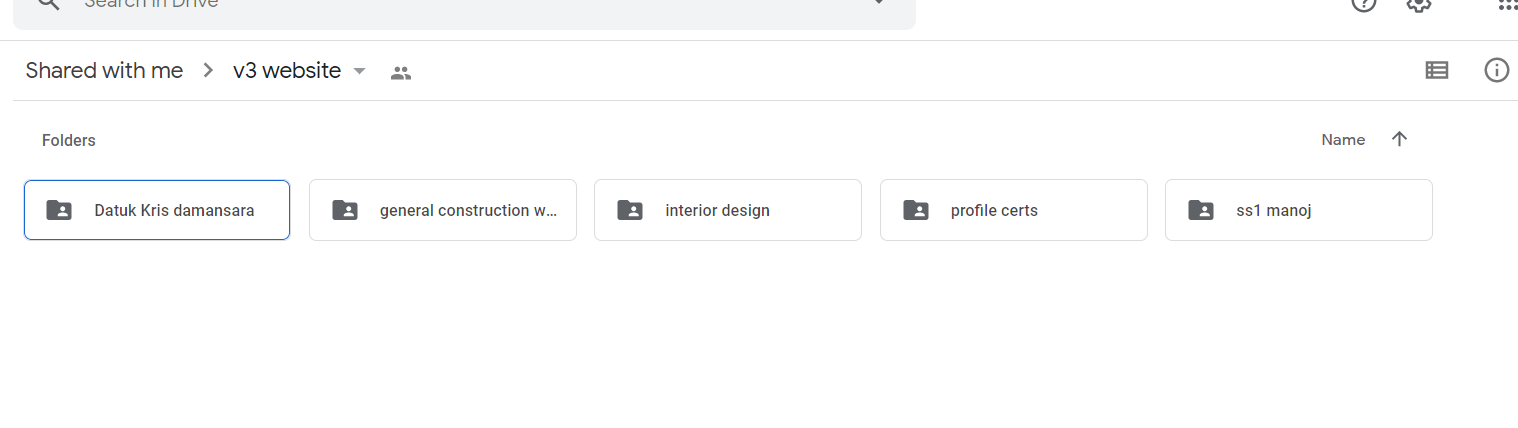 Search in Drive
Shared with me > v3 website
Folders
Name
Datuk Kris damansara
general construction w...
interior design
profile certs
ss1 manoj